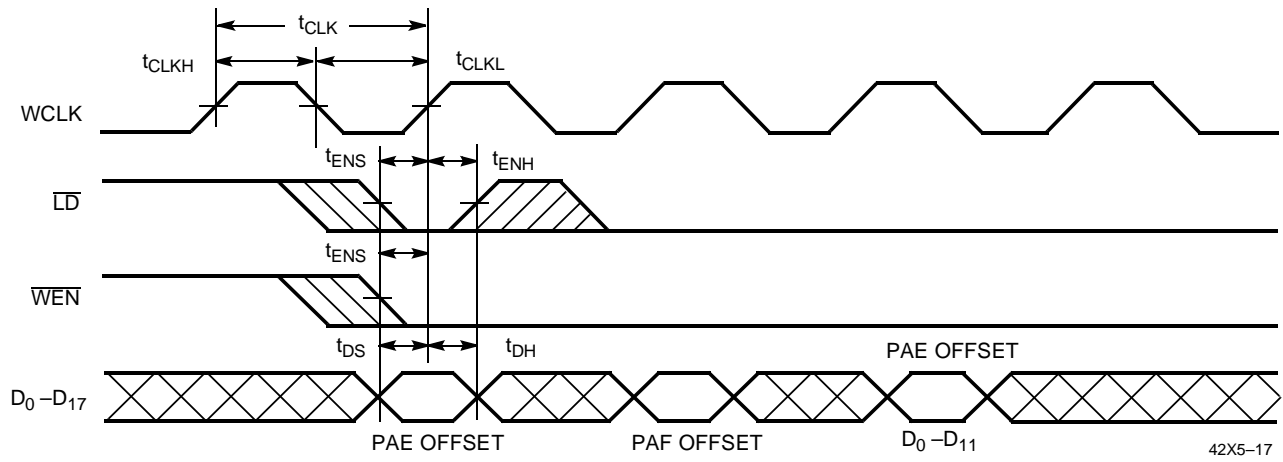 tCLK
tCLKH
tCLKL
WCLK
tENS
tENH
LD
tENS
WEN
tDS
tDH
PAE OFFSET
D0 –D17
PAE OFFSET
PAF OFFSET
D0 –D11
42X5–17